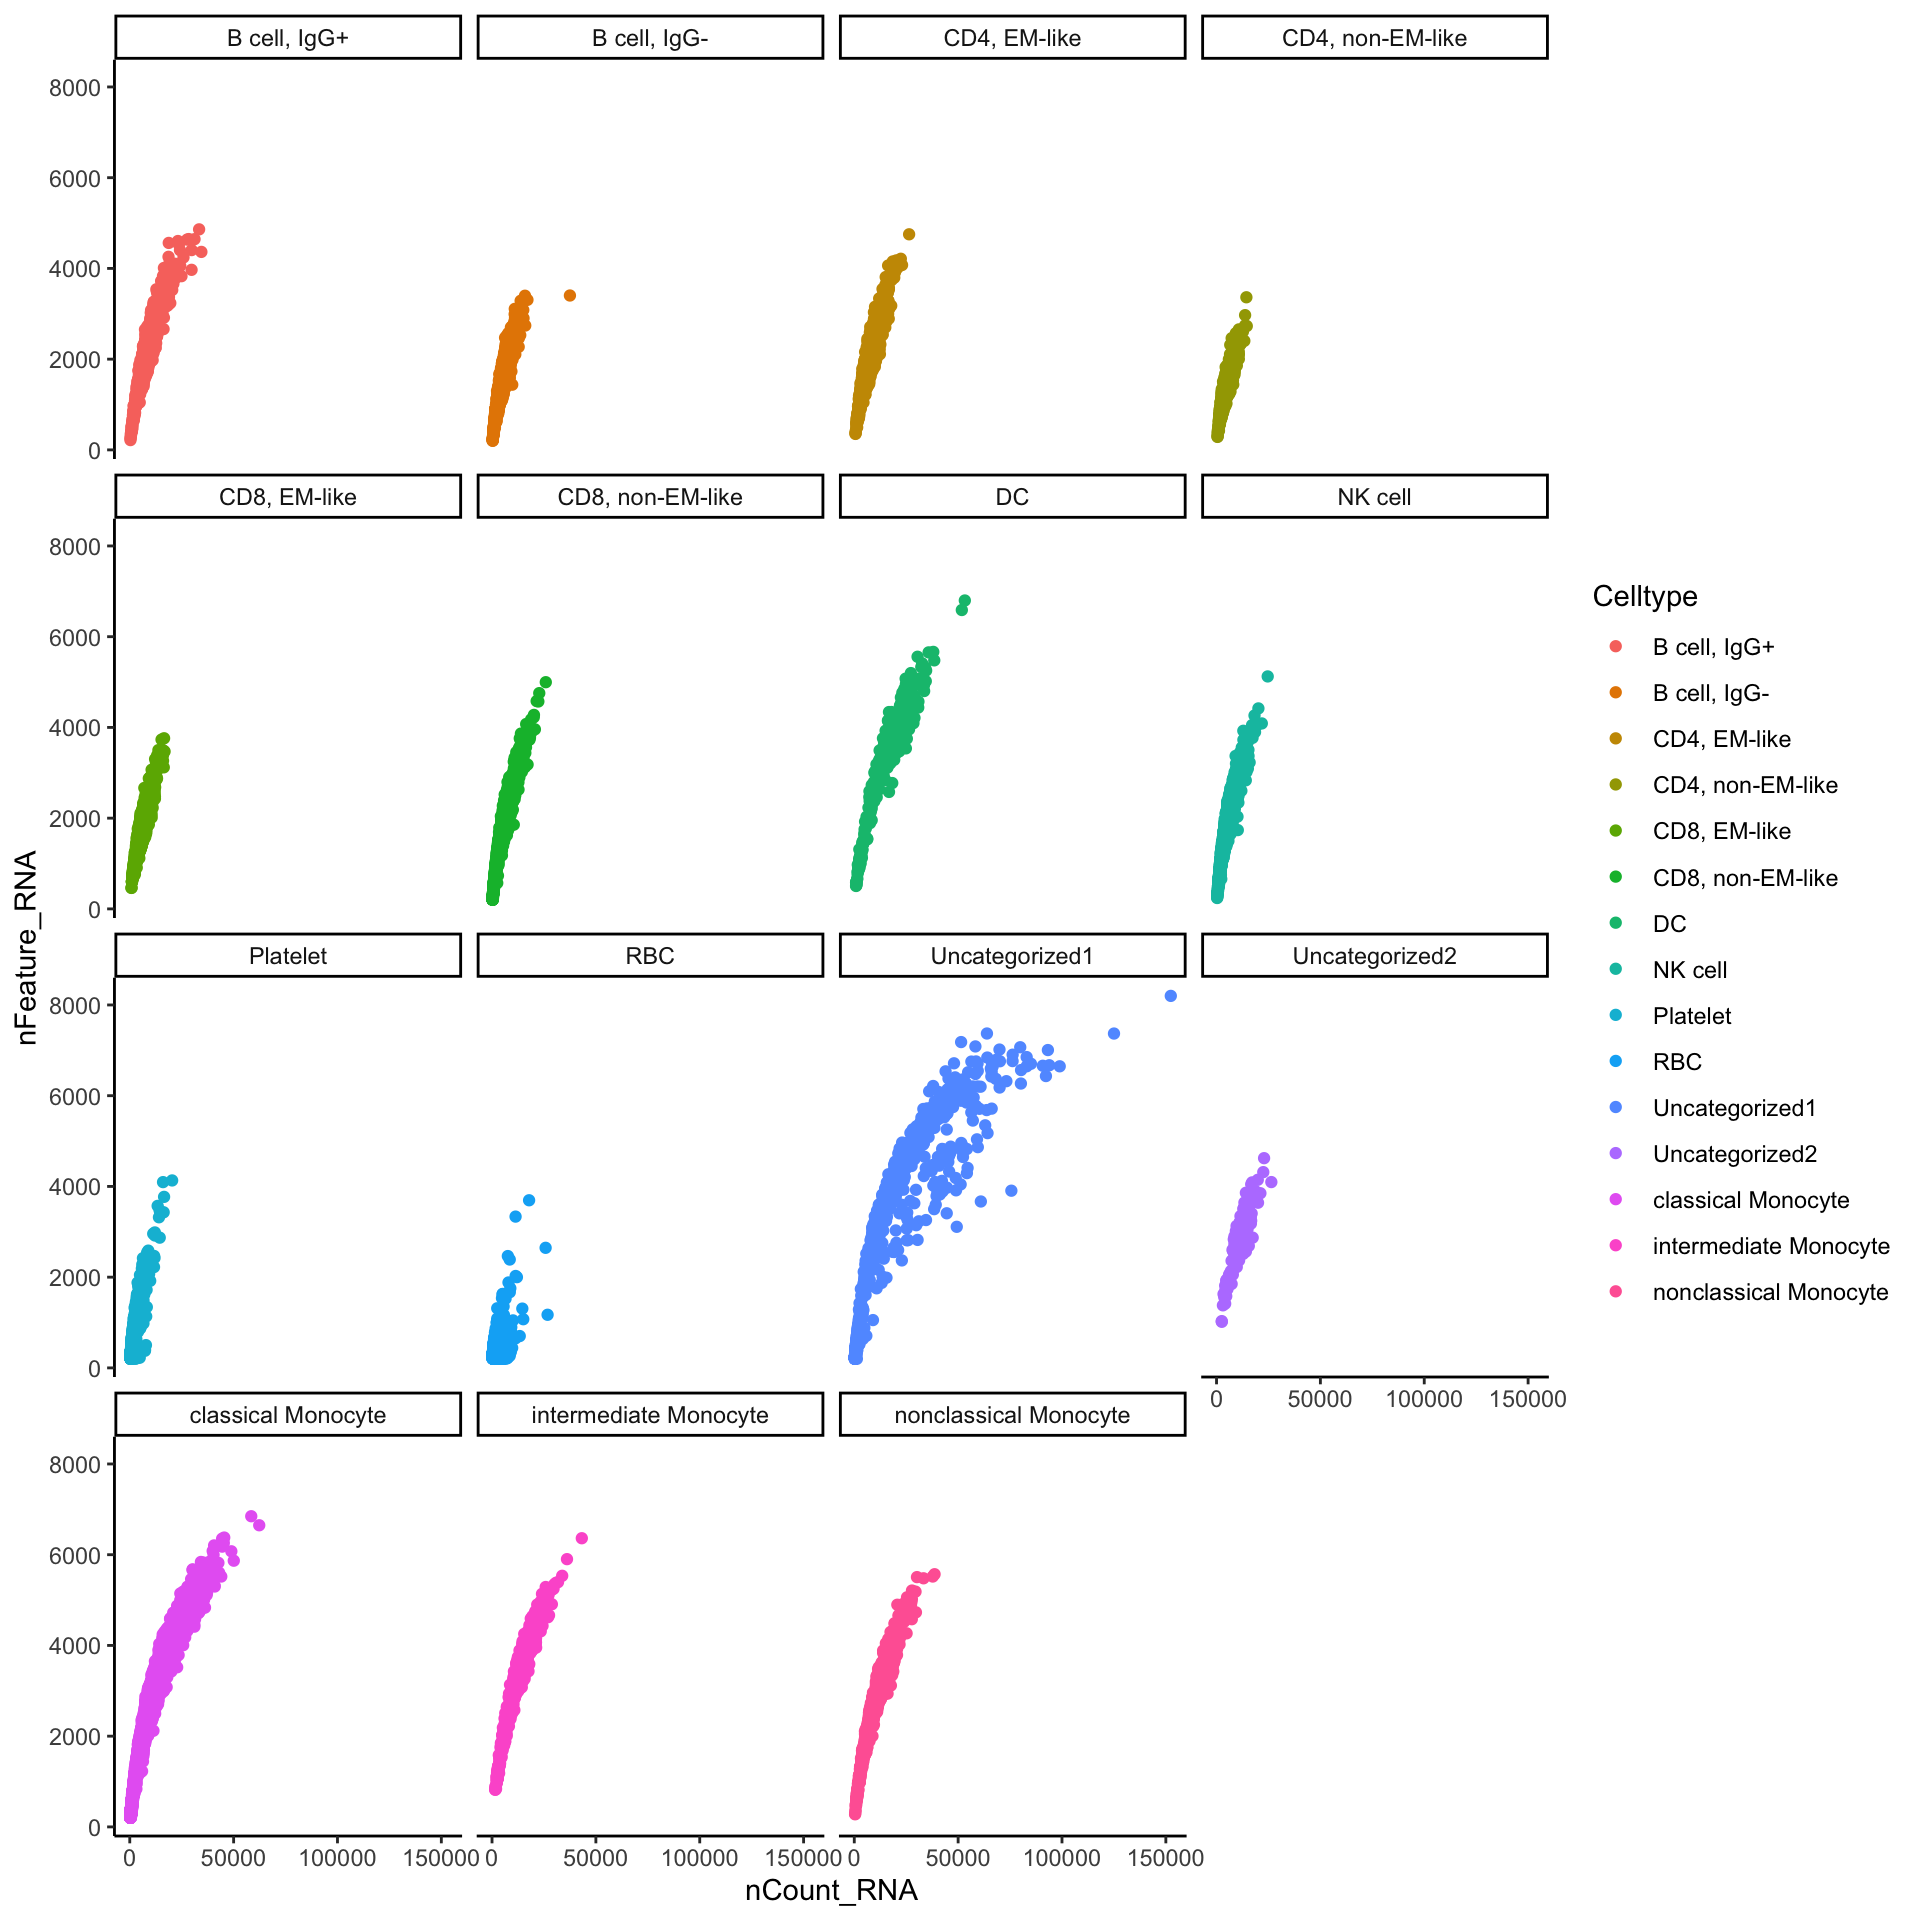 B cell, IgG+
B cell, IgG-
CD4, EM-like
CD4, non-EM-like
8000
6000
4000
2000
0
CD8, EM-like
CD8, non-EM-like
DC
NK cell
8000
6000
4000
2000
0
Platelet
RBC
Uncategorized1
Uncategorized2
8000
6000
4000
2000
0
0 50000 100000 150000
classical Monocyte
intermediate Monocyte
nonclassical Monocyte
8000
6000
4000
2000
0
0 50000 100000 150000
0 50000 100000 150000
0 50000 100000 150000
nCount_RNA
nFeature_RNA
Celltype
B cell, IgG+
B cell, IgG-
CD4, EM-like
CD4, non-EM-like
CD8, EM-like
CD8, non-EM-like
DC
NK cell
Platelet
RBC
Uncategorized1
Uncategorized2
classical Monocyte
intermediate Monocyte
nonclassical Monocyte